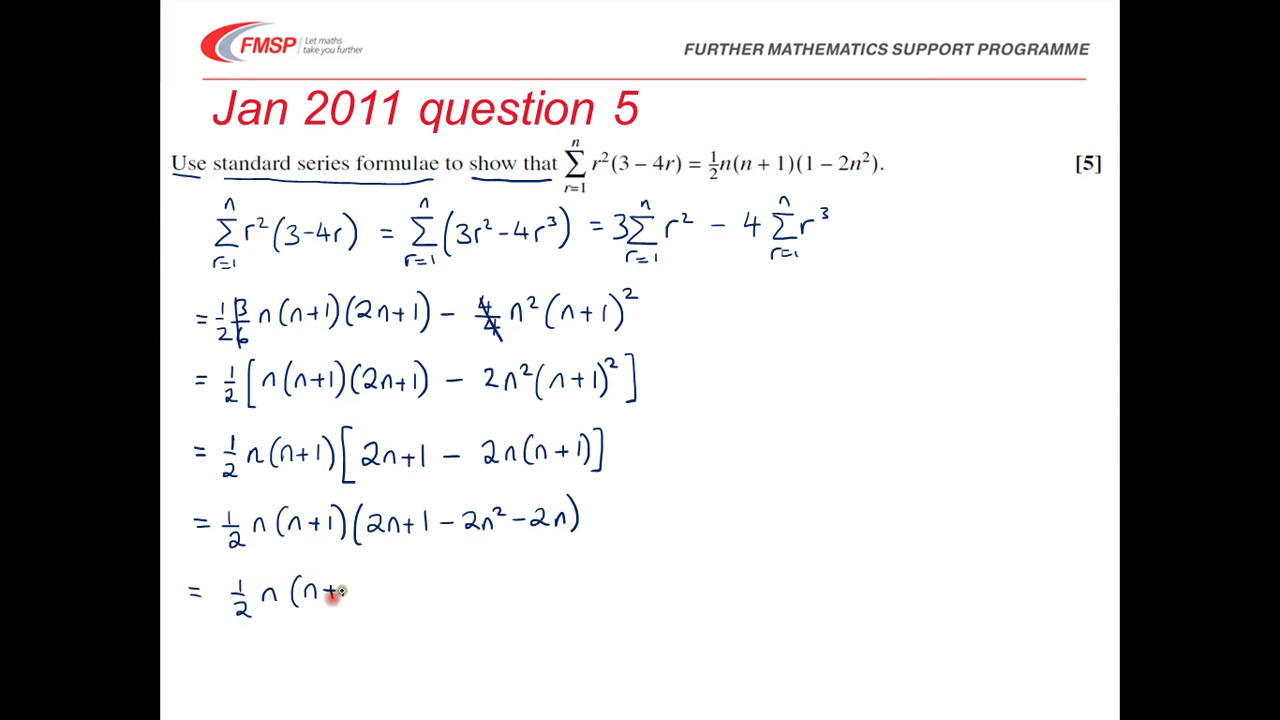 FMSP Let maths take you further
FURTHER MATHEMATICS SUPPORT PROGRAMME
Jan 2011 question 5
Use standard series formulae to show that ∑_{r=1}^{n} r²(3 − 4r) = ½n(n + 1)(1 − 2n²). [5]
∑_{r=1}^{n} r²(3-4r) = ∑_{r=1}^{n} (3r²-4r³) = 3∑_{r=1}^{n} r² - 4∑_{r=1}^{n} r³
= 1/2 3/6 n(n+1)(2n+1) - 4/4 n²(n+1)²
= 1/2 [n(n+1)(2n+1) - 2n²(n+1)²]
= 1/2 n(n+1)[2n+1 - 2n(n+1)]
= 1/2 n(n+1)(2n+1-2n²-2n)
= 1/2 n(n+